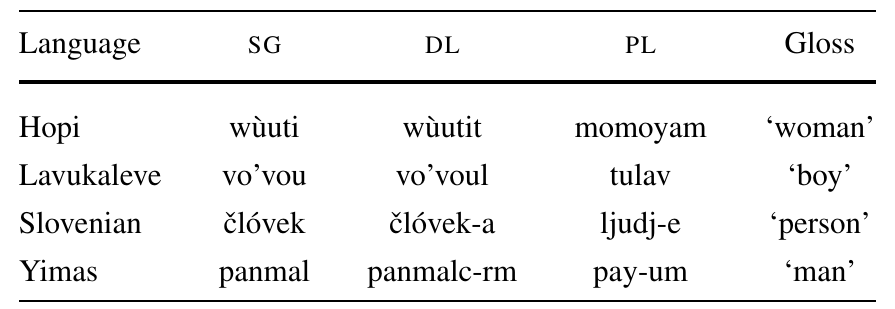 Language SG DL PL Gloss
Hopi wùuti wùutit momoyam ‘woman’
Lavukaleve vo’vou vo’voul tulav ‘boy’
Slovenian člóvek člóvek-a ljudj-e ‘person’
Yimas panmal panmalc-rm pay-um ‘man’